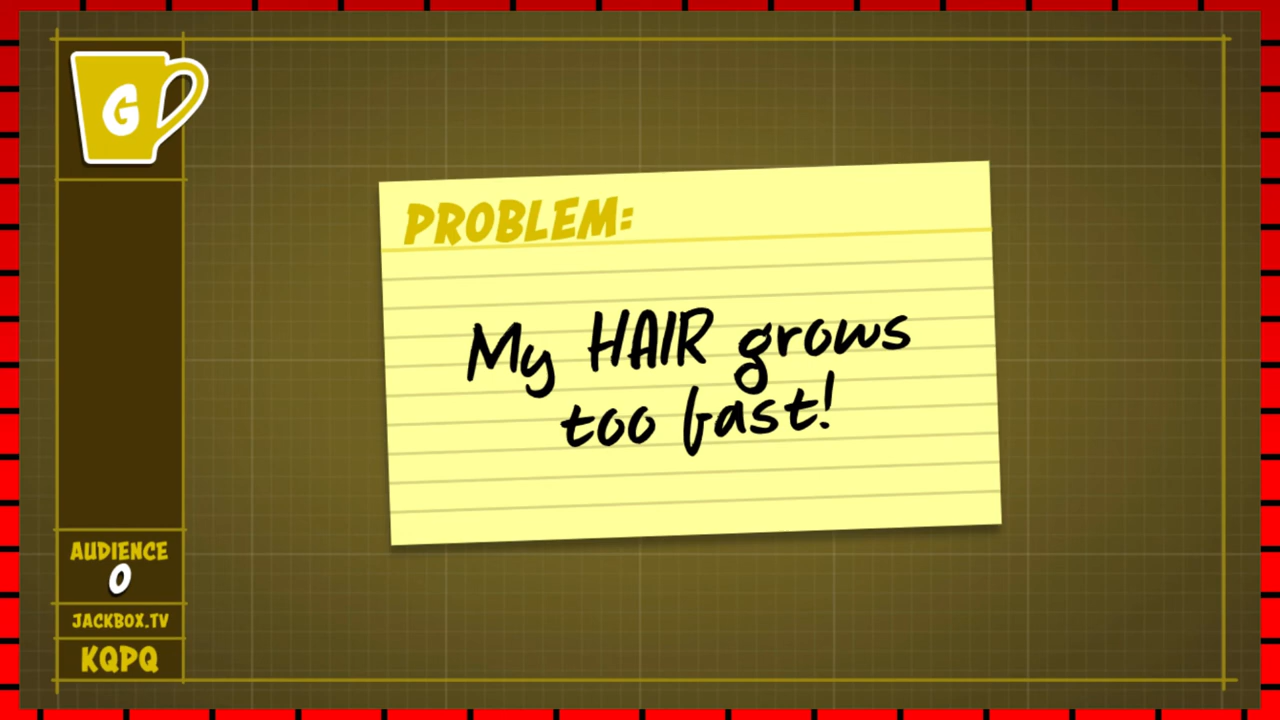 G
PROBLEM:
My HAIR grows
too fast!
AUDIENCE
0
JACKBOX.TV
KQPQ